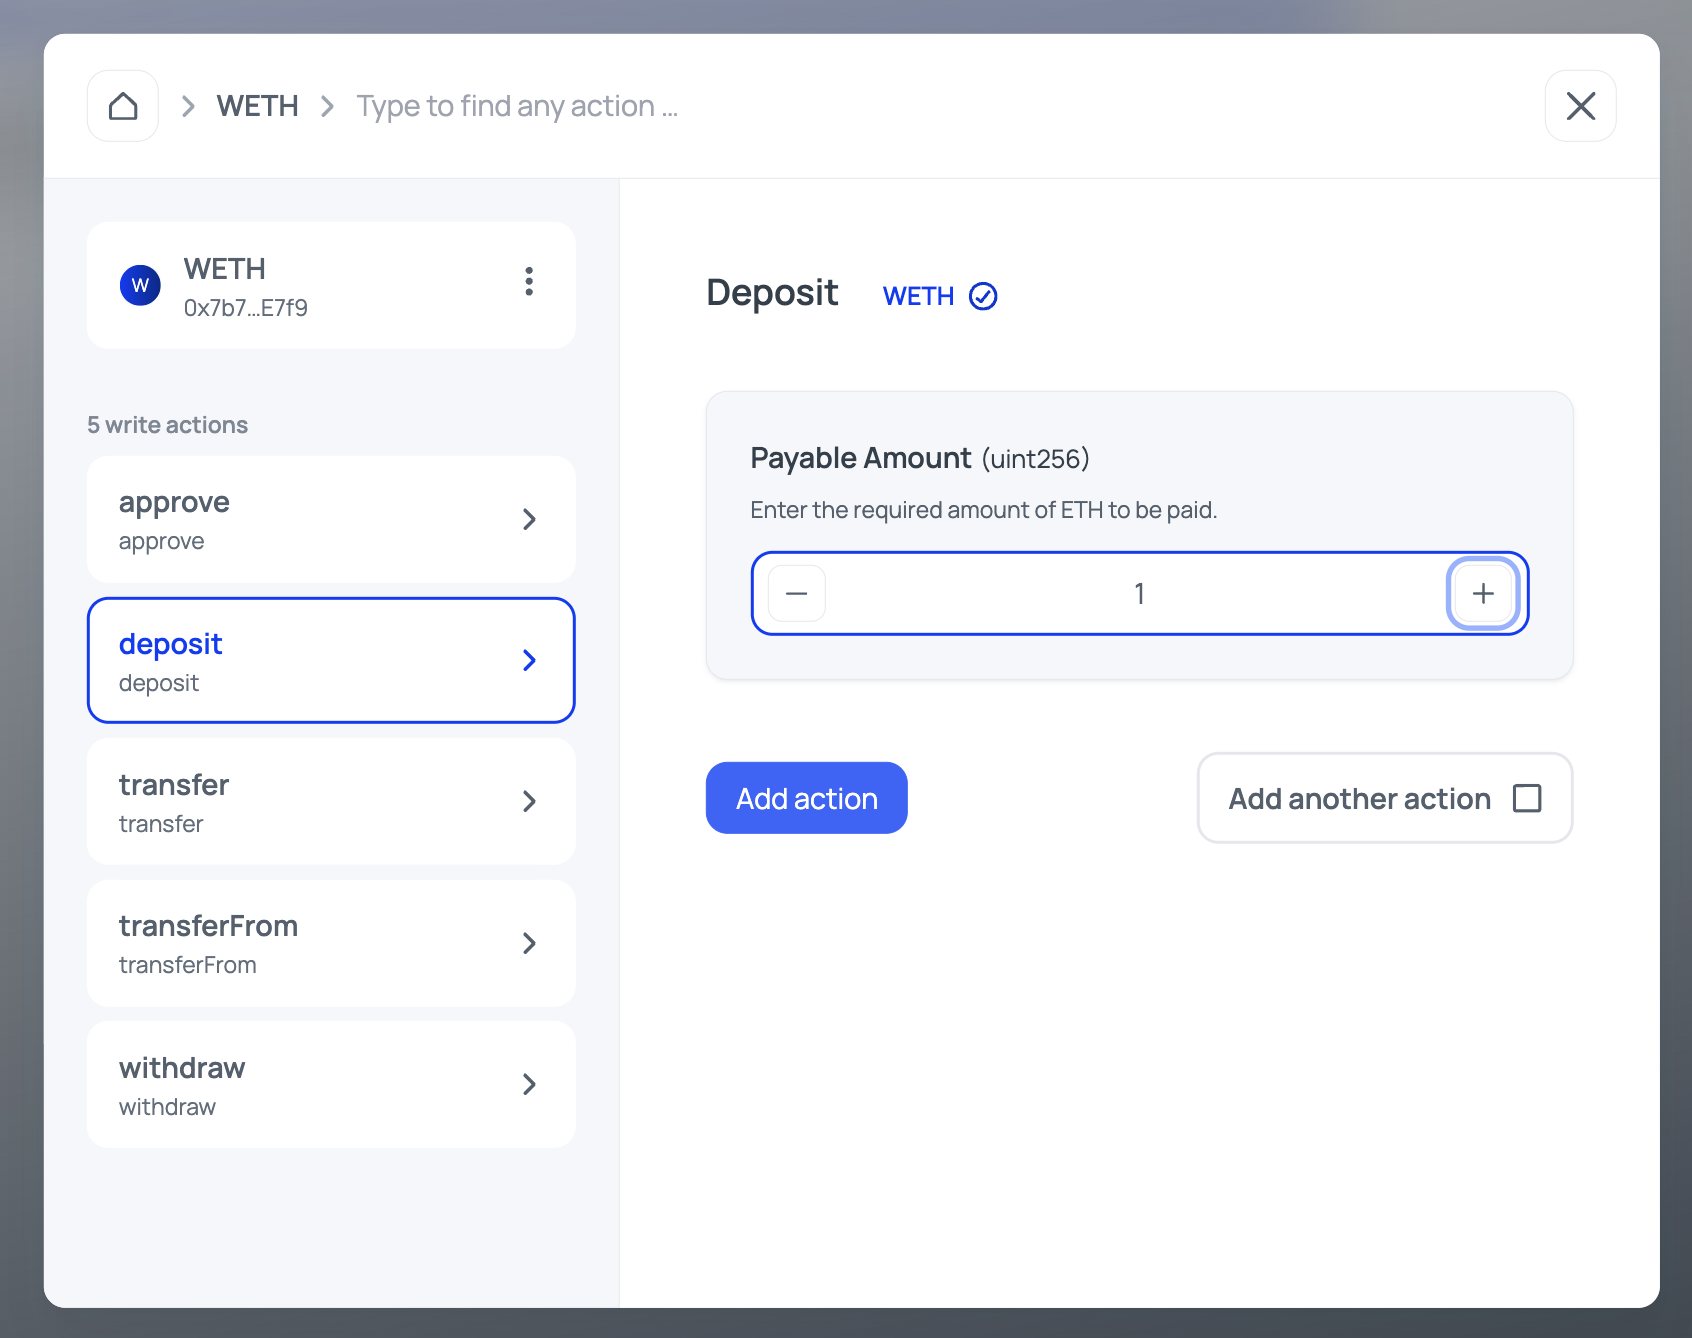 WETH
Type to find any action ...
W
WETH
0x7b7...E7f9
5 write actions
approve
approve
deposit
deposit
transfer
transfer
transferFrom
transferFrom
withdraw
withdraw
Deposit WETH
Payable Amount (uint256)
Enter the required amount of ETH to be paid.
1
Add action
Add another action